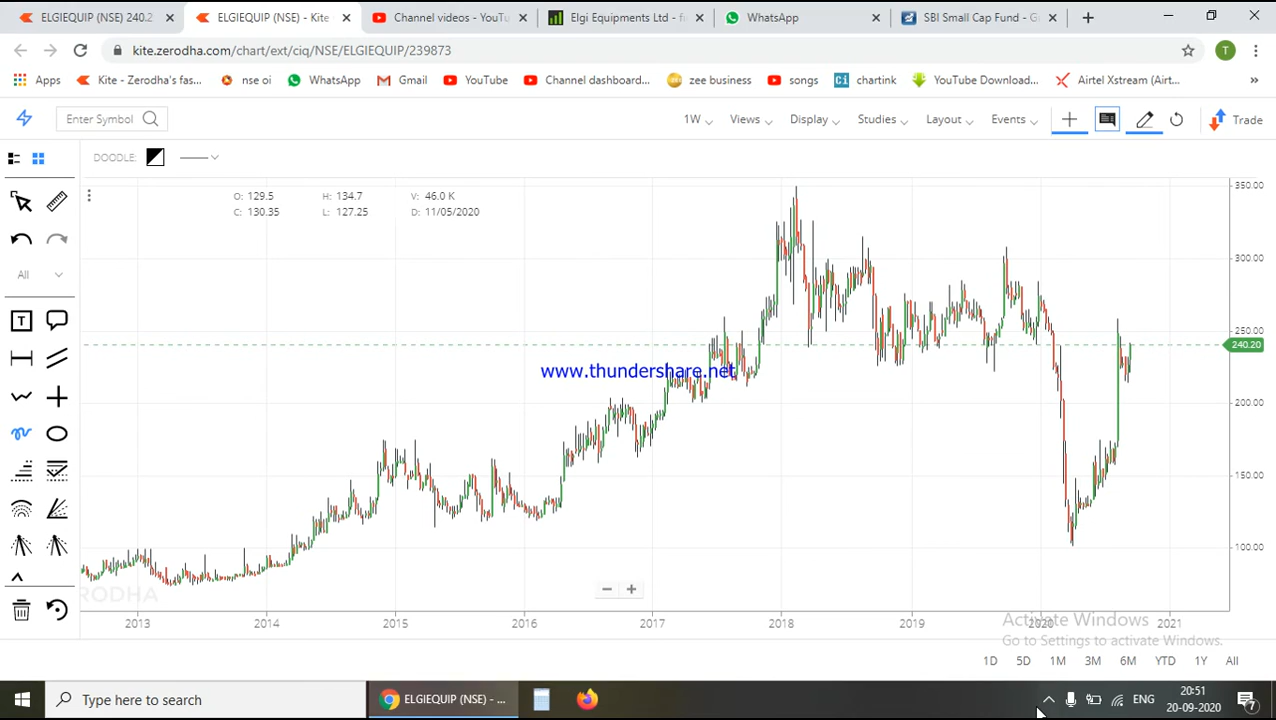 ELGIEQUIP (NSE) 240.2
ELGIEQUIP (NSE) - Kite
Channel videos - YouTu
Elgi Equipments Ltd - fi
WhatsApp
SBI Small Cap Fund - G
kite.zerodha.com/chart/ext/ciq/NSE/ELGIEQUIP/239873
T
Apps
Kite - Zerodha's fas...
nse oi
WhatsApp
Gmail
YouTube
Channel dashboard...
zee business
songs
Ci chartink
YouTube Download...
Airtel Xstream (Airt...
Enter Symbol
1W
Views
Display
Studies
Layout
Events
Trade
DOODLE:
O: 129.5 H: 134.7 V: 46.0 K
C: 130.35 L: 127.25 D: 11/05/2020
All
T
350.00
300.00
250.00
240.20
200.00
150.00
100.00
www.thundershare.net
ZERODHA
2013 2014 2015 2016 2017 2018 2019 2020 2021
Activate Windows
Go to Settings to activate Windows.
1D 5D 1M 3M 6M YTD 1Y All
Type here to search
ELGIEQUIP (NSE) - ...
ENG
20:51
20-09-2020
7